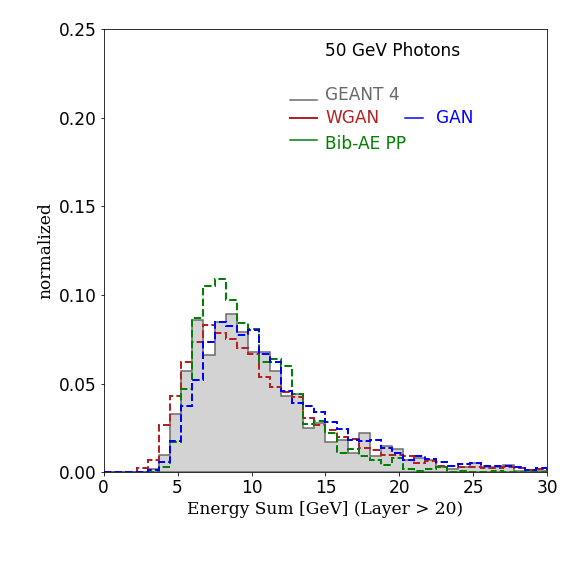 0.25
50 GeV Photons
GEANT 4
0.20
WGAN
GAN
Bib-AE PP
0.15
normalized
0.10
0.05
0.00
0 5 10 15 20 25 30
Energy Sum [GeV] (Layer > 20)